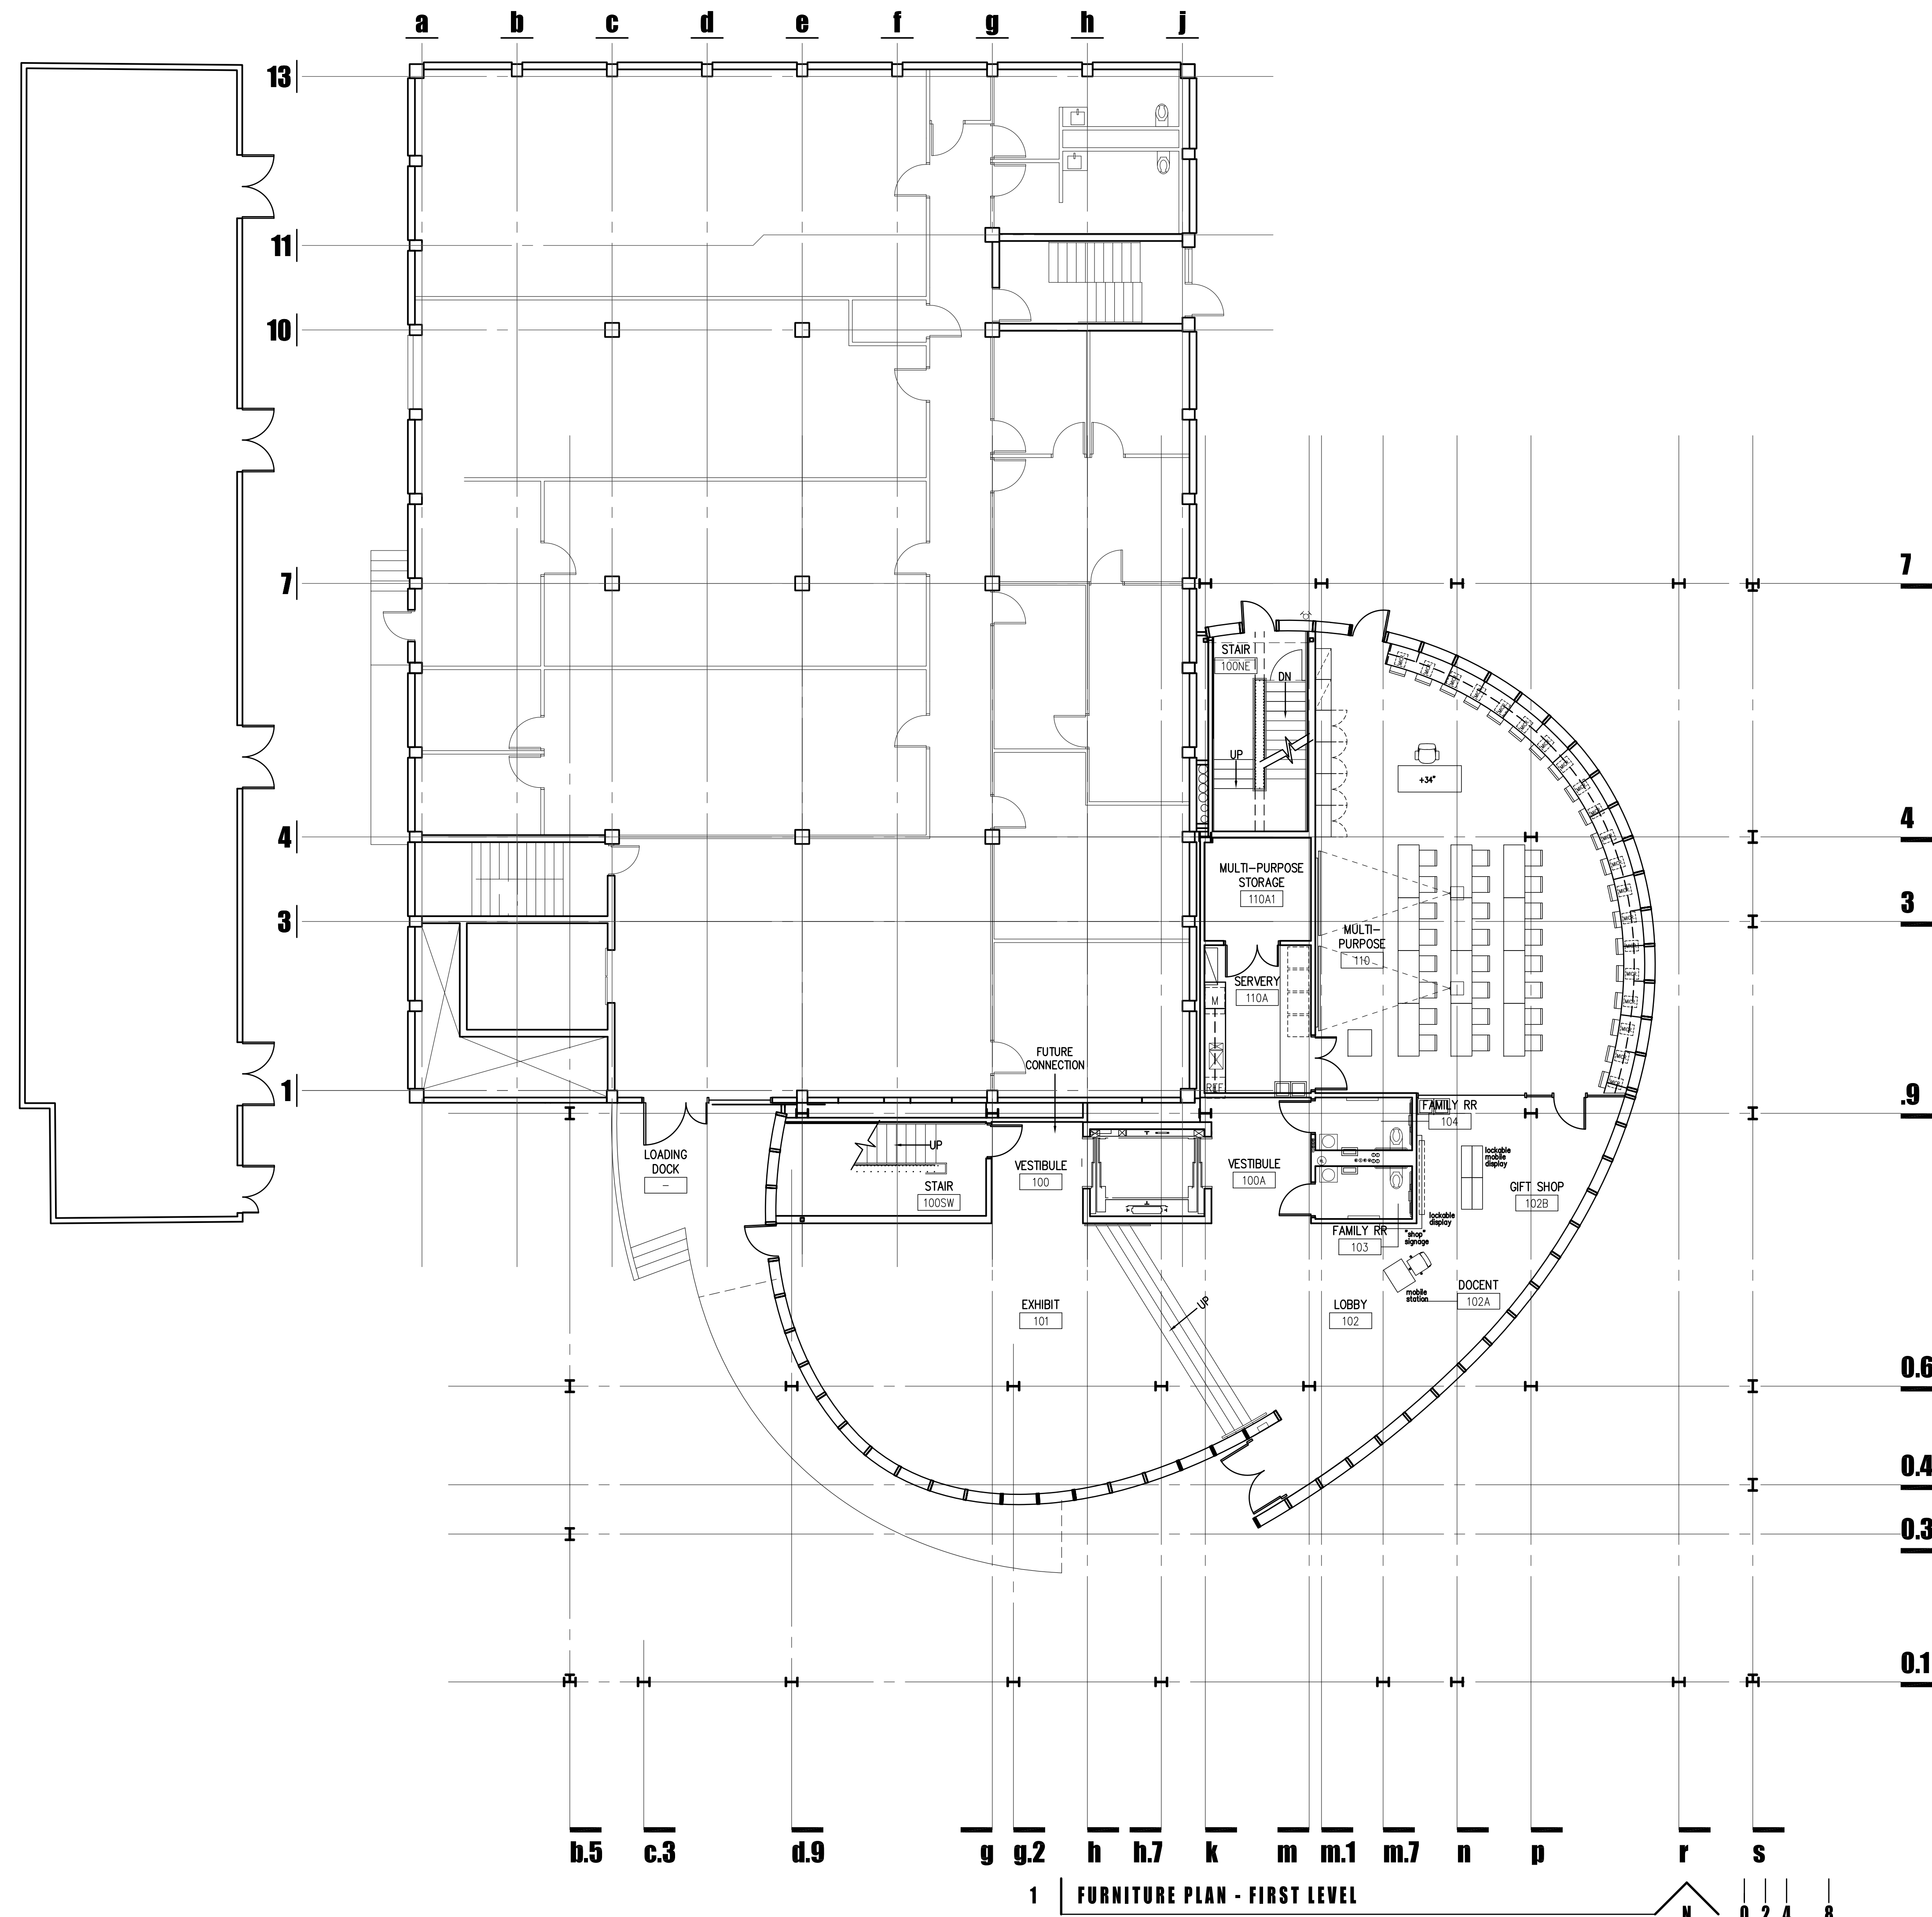 a b c d e f g h j
13
11
10
7
4
3
1
7
4
3
.9
0.6
0.4
0.3
0.1
STAIR
100NE
DN
UP
+34"
MULTI-PURPOSE
STORAGE
110A1
MULTI-
PURPOSE
110
SERVERY
110A
M
REF
FUTURE
CONNECTION
LOADING
DOCK
-
UP
STAIR
100SW
VESTIBULE
100
VESTIBULE
100A
FAMILY RR
104
lockable
mobile
display
GIFT SHOP
102B
lockable
display
FAMILY RR
103
"shop"
signage
mobile
station
DOCENT
102A
EXHIBIT
101
UP
LOBBY
102
b.5 c.3 d.9 g g.2 h h.7 k m m.1 m.7 n p r s
1 FURNITURE PLAN - FIRST LEVEL
N
0 2 4 8